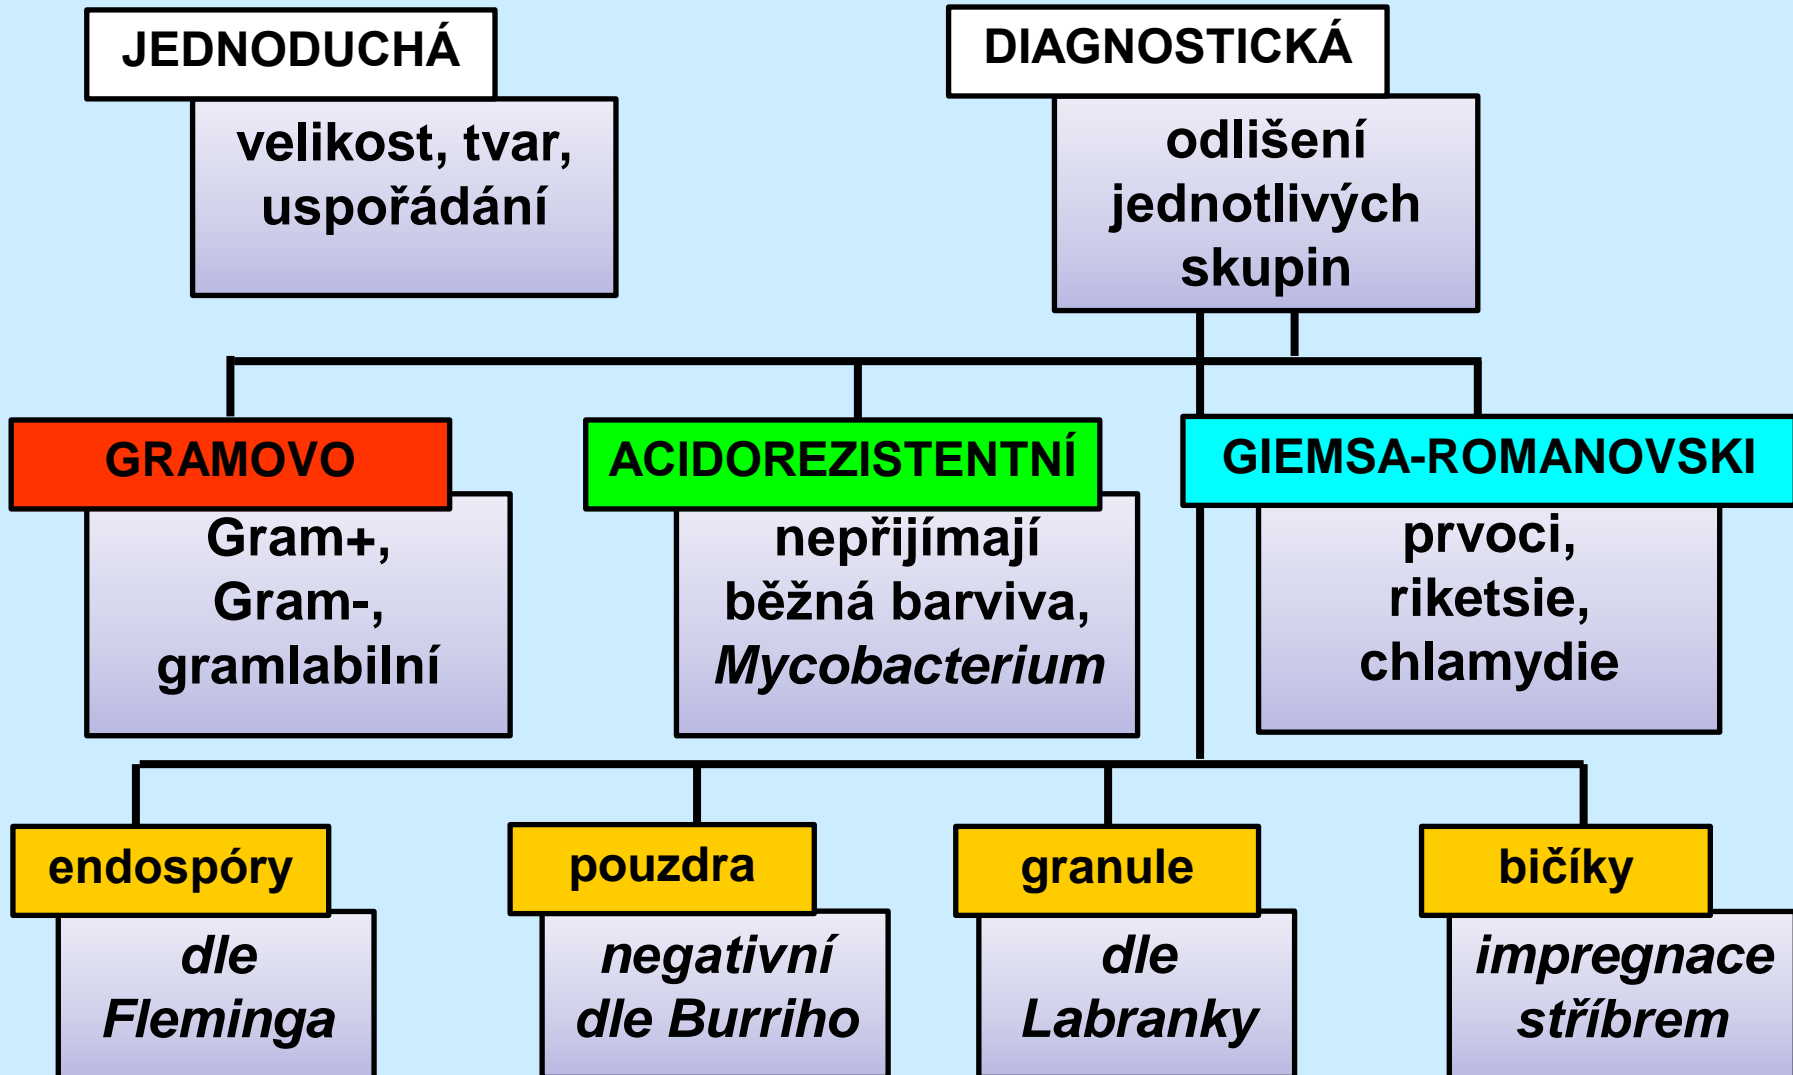 JEDNODUCHÁ
velikost, tvar,
uspořádání
DIAGNOSTICKÁ
odlišení
jednotlivých
skupin
GRAMOVO
Gram+,
Gram-,
gramlabilní
ACIDOREZISTENTNÍ
nepřijímají
běžná barviva,
Mycobacterium
GIEMSA-ROMANOVSKI
prvoci,
riketsie,
chlamydie
endospóry
dle
Fleminga
pouzdra
negativní
dle Burriho
granule
dle
Labranky
bičíky
impregnace
stříbrem